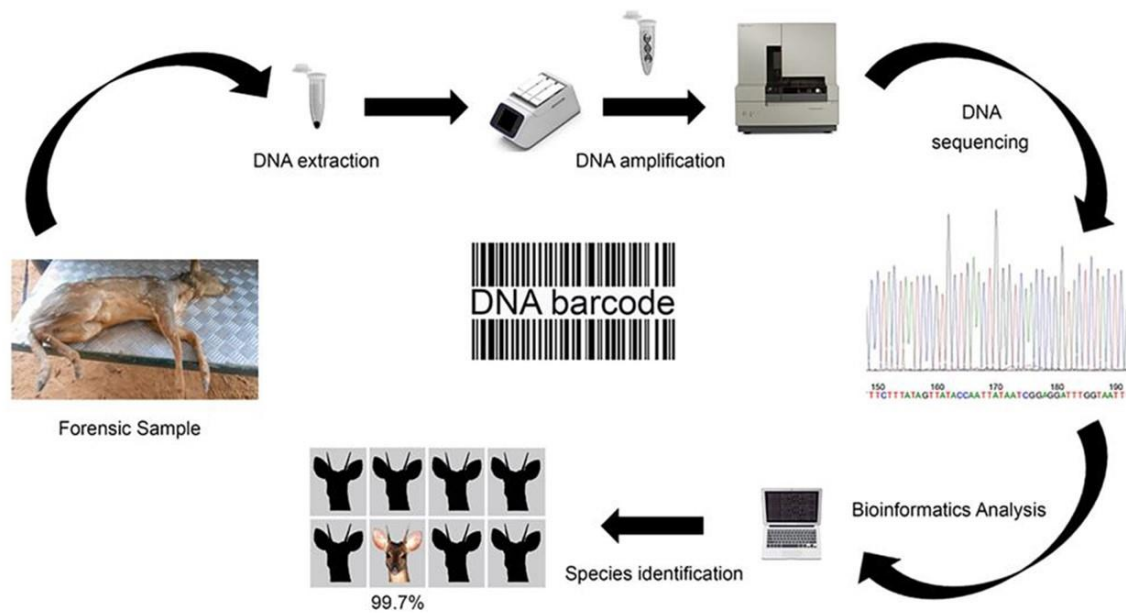 DNA extraction
DNA amplification
DNA
sequencing
DNA barcode
Forensic Sample
150 160 170 180 190
TTCTTTATAGTTATACCAATTATAATCGGAGGATTTGGTAATT
Bioinformatics Analysis
Species identification
99.7%